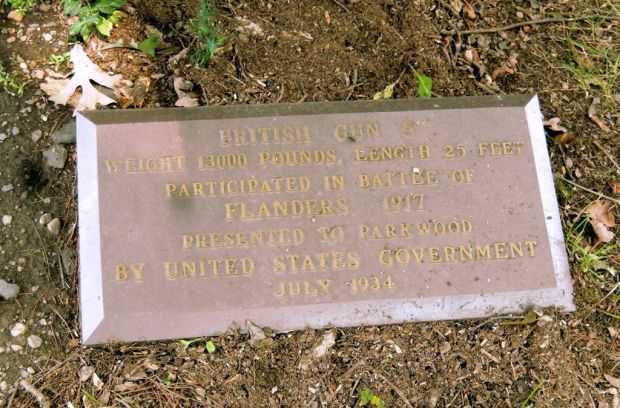 BRITISH GUN 8"
WEIGHT 13000 POUNDS, LENGTH 25 FEET
PARTICIPATED IN BATTLE OF
FLANDERS 1917
PRESENTED TO PARKWOOD
BY UNITED STATES GOVERNMENT
JULY 1934